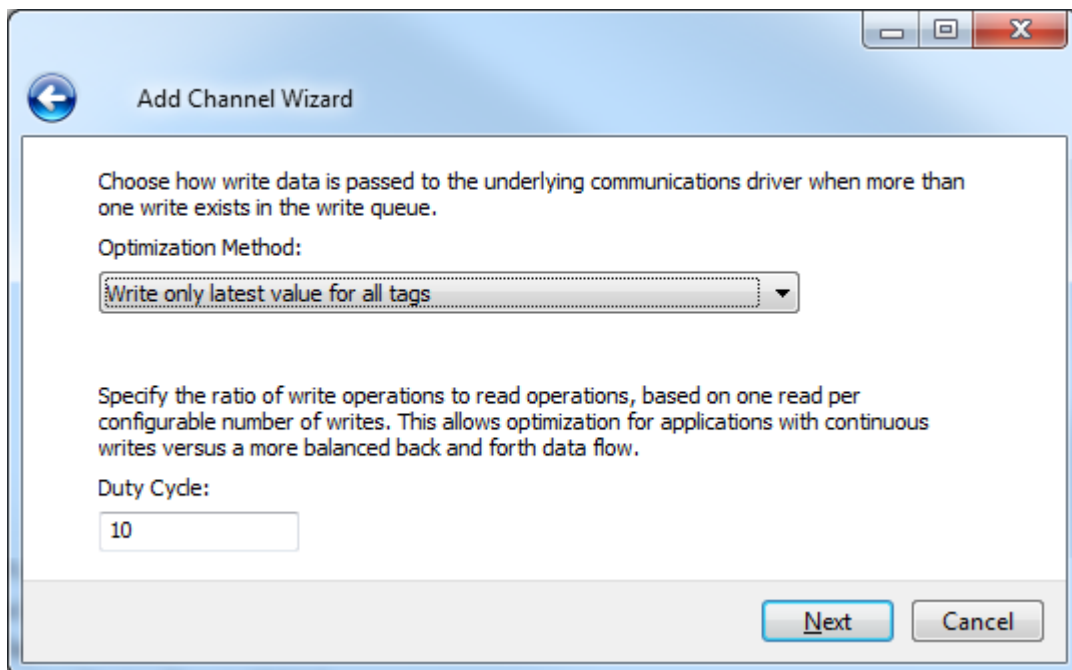 Add Channel Wizard
Choose how write data is passed to the underlying communications driver when more than
one write exists in the write queue.
Optimization Method:
Write only latest value for all tags
Specify the ratio of write operations to read operations, based on one read per
configurable number of writes. This allows optimization for applications with continuous
writes versus a more balanced back and forth data flow.
Duty Cycle:
10
Next Cancel